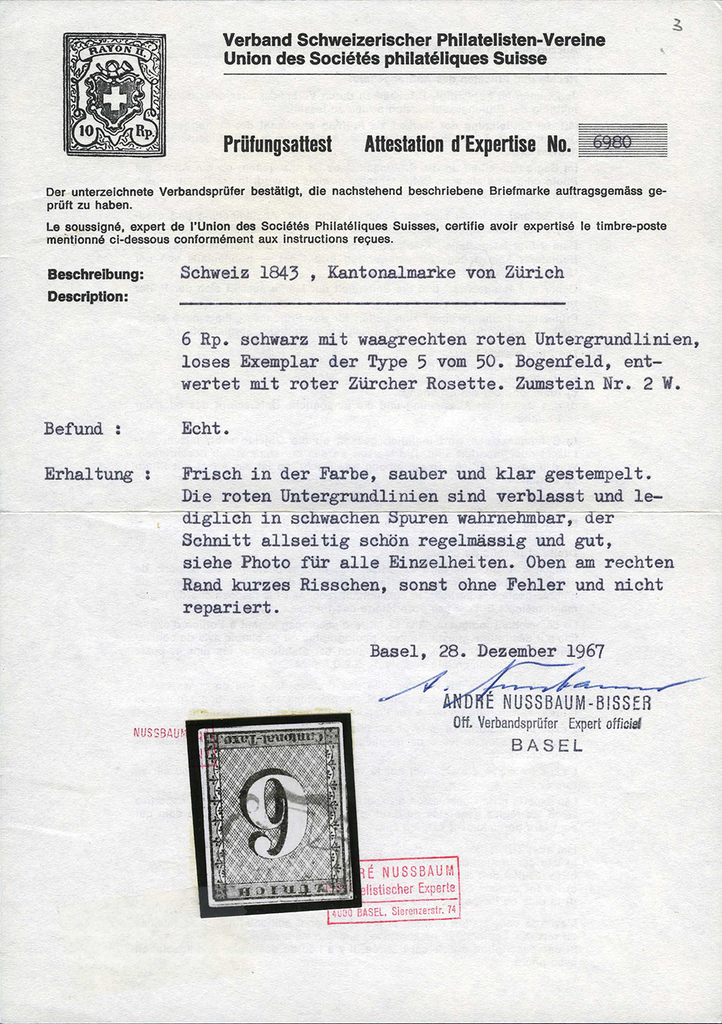 3
RAYON II.
10 Rp.
Verband Schweizerischer Philatelisten-Vereine
Union des Sociétés philatéliques Suisse
Prüfungsattest Attestation d'Expertise No. 6980
Der unterzeichnete Verbandsprüfer bestätigt, die nachstehend beschriebene Briefmarke auftragsgemäss ge-
prüft zu haben.
Le soussigné, expert de l'Union des Sociétés Philatéliques Suisses, certifie avoir expertisé le timbre-poste
mentionné ci-dessous conformément aux instructions reçues.
Beschreibung: Schweiz 1843 , Kantonalmarke von Zürich
Description:
6 Rp. schwarz mit waagrechten roten Untergrundlinien,
loses Exemplar der Type 5 vom 50. Bogenfeld, ent-
wertet mit roter Zürcher Rosette. Zumstein Nr. 2 W.
Befund : Echt.
Erhaltung : Frisch in der Farbe, sauber und klar gestempelt.
Die roten Untergrundlinien sind verblasst und le-
diglich in schwachen Spuren wahrnehmbar, der
Schnitt allseitig schön regelmässig und gut,
siehe Photo für alle Einzelheiten. Oben am rechten
Rand kurzes Risschen, sonst ohne Fehler und nicht
repariert.
Basel, 28. Dezember 1967
A. Nussbaumer
ANDRÉ NUSSBAUM-BISSER
Off. Verbandsprüfer Expert officiel
BASEL
NUSSBAUM
Cantonal-Taxe
6
ZÜRICH
RÉ NUSSBAUM
elistischer Experte
4000 BASEL, Sierenzerstr. 74